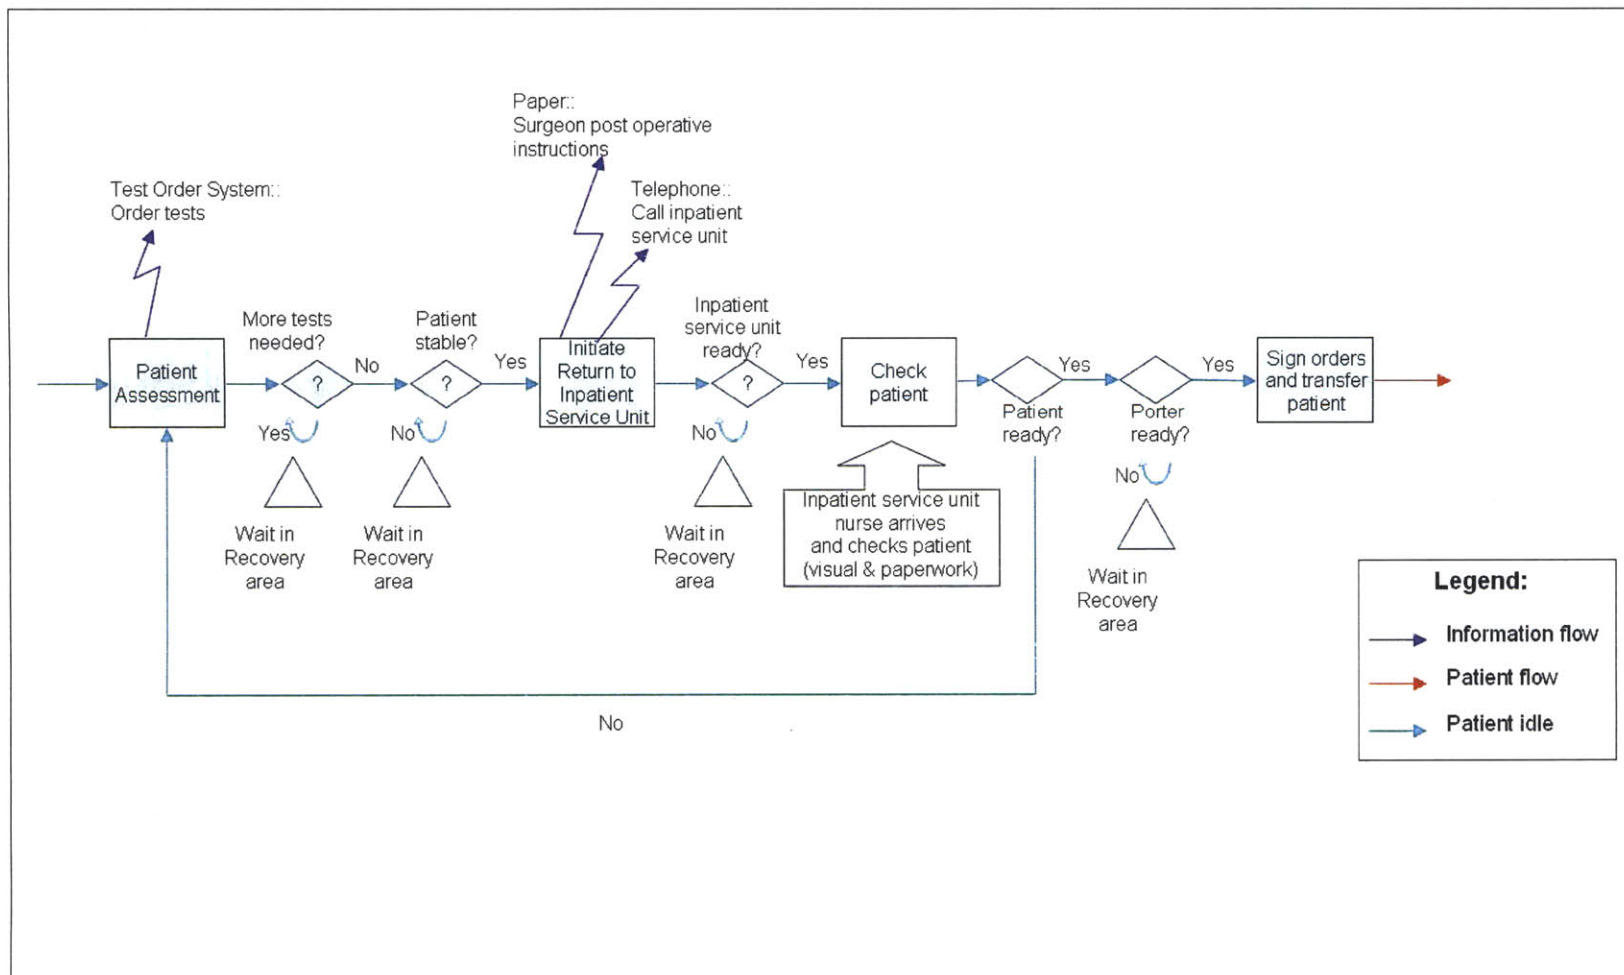 Paper::
Surgeon post operative
instructions
Test Order System::
Order tests
Telephone::
Call inpatient
service unit
More tests
needed?
Patient
stable?
Inpatient
service unit
ready?
Patient
Assessment
?
No
?
Yes
Initiate
Return to
Inpatient
Service Unit
?
Yes
Check
patient
Yes
Yes
Sign orders
and transfer
patient
Patient
ready?
Porter
ready?
Yes
No
No
No
Wait in
Recovery
area
Wait in
Recovery
area
Wait in
Recovery
area
Inpatient service unit
nurse arrives
and checks patient
(visual & paperwork)
Wait in
Recovery
area
No
Legend:
Information flow
Patient flow
Patient idle